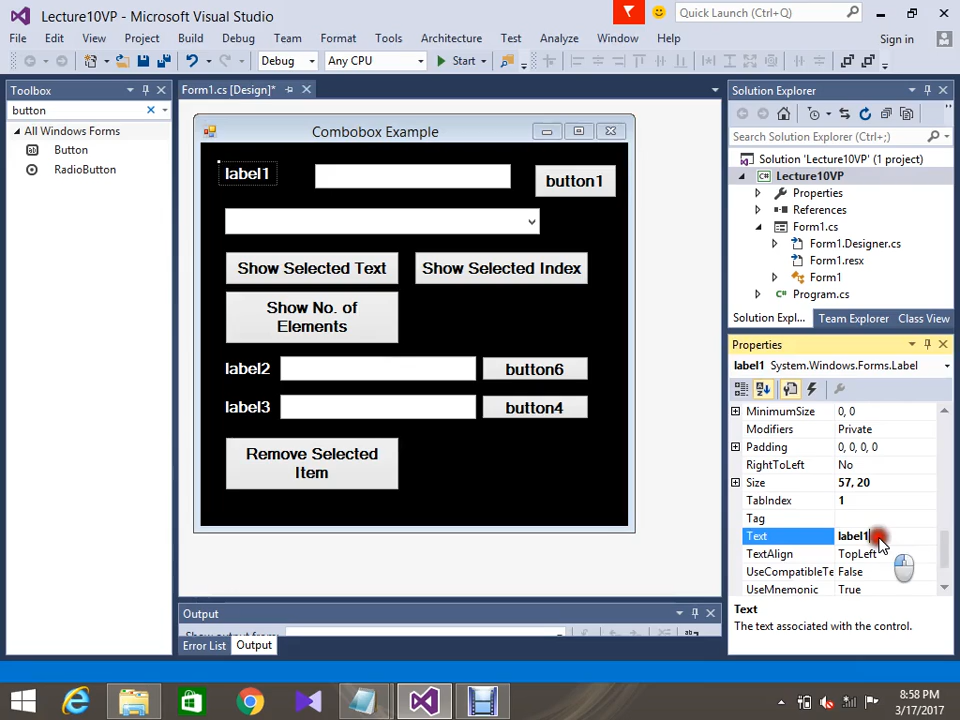 Lecture10VP - Microsoft Visual Studio
Quick Launch (Ctrl+Q)
File Edit View Project Build Debug Team Format Tools Architecture Test Analyze Window Help
Sign in
Debug Any CPU Start
Toolbox
button
All Windows Forms
Button
RadioButton
Form1.cs [Design]*
Combobox Example
label1
button1
Show Selected Text
Show Selected Index
Show No. of
Elements
label2
button6
label3
button4
Remove Selected
Item
Output
Error List Output
Solution Explorer
Search Solution Explorer (Ctrl+;)
Solution 'Lecture10VP' (1 project)
Lecture10VP
Properties
References
Form1.cs
Form1.Designer.cs
Form1.resx
Form1
Program.cs
Solution Expl... Team Explorer Class View
Properties
label1 System.Windows.Forms.Label
MinimumSize 0, 0
Modifiers Private
Padding 0, 0, 0, 0
RightToLeft No
Size 57, 20
TabIndex 1
Tag
Text label1
TextAlign TopLeft
UseCompatibleTe False
UseMnemonic True
Text
The text associated with the control.
8:58 PM
3/17/2017